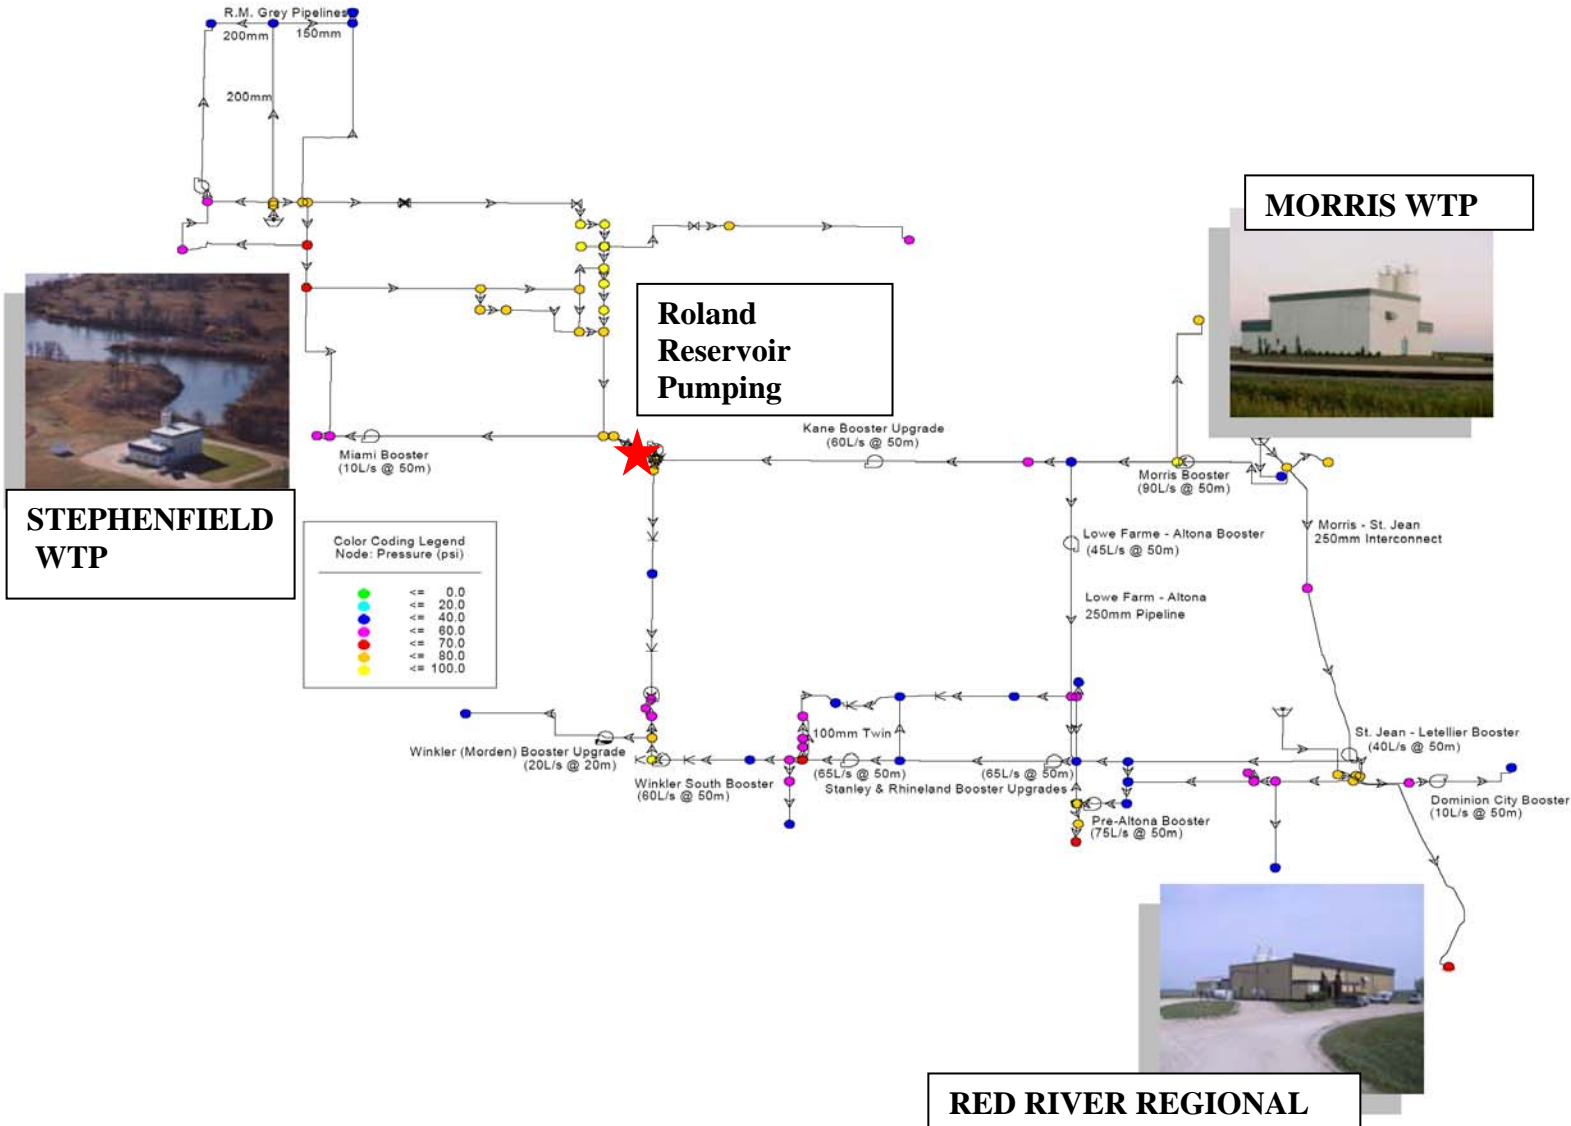 R.M. Grey Pipelines
200mm
150mm
200mm
MORRIS WTP
Roland
Reservoir
Pumping
Kane Booster Upgrade
(60L/s @ 50m)
Miami Booster
(10L/s @ 50m)
Morris Booster
(90L/s @ 50m)
STEPHENFIELD
WTP
Color Coding Legend
Node: Pressure (psi)
<= 0.0
<= 20.0
<= 40.0
<= 60.0
<= 70.0
<= 80.0
<= 100.0
Morris - St. Jean
250mm Interconnect
Lowe Farme - Altona Booster
(45L/s @ 50m)
Lowe Farm - Altona
250mm Pipeline
100mm Twin
Winkler (Morden) Booster Upgrade
(20L/s @ 20m)
St. Jean - Letellier Booster
(40L/s @ 50m)
Winkler South Booster
(60L/s @ 50m)
(65L/s @ 50m)
(65L/s @ 50m)
Stanley & Rhineland Booster Upgrades
Pre-Altona Booster
(75L/s @ 50m)
Dominion City Booster
(10L/s @ 50m)
RED RIVER REGIONAL